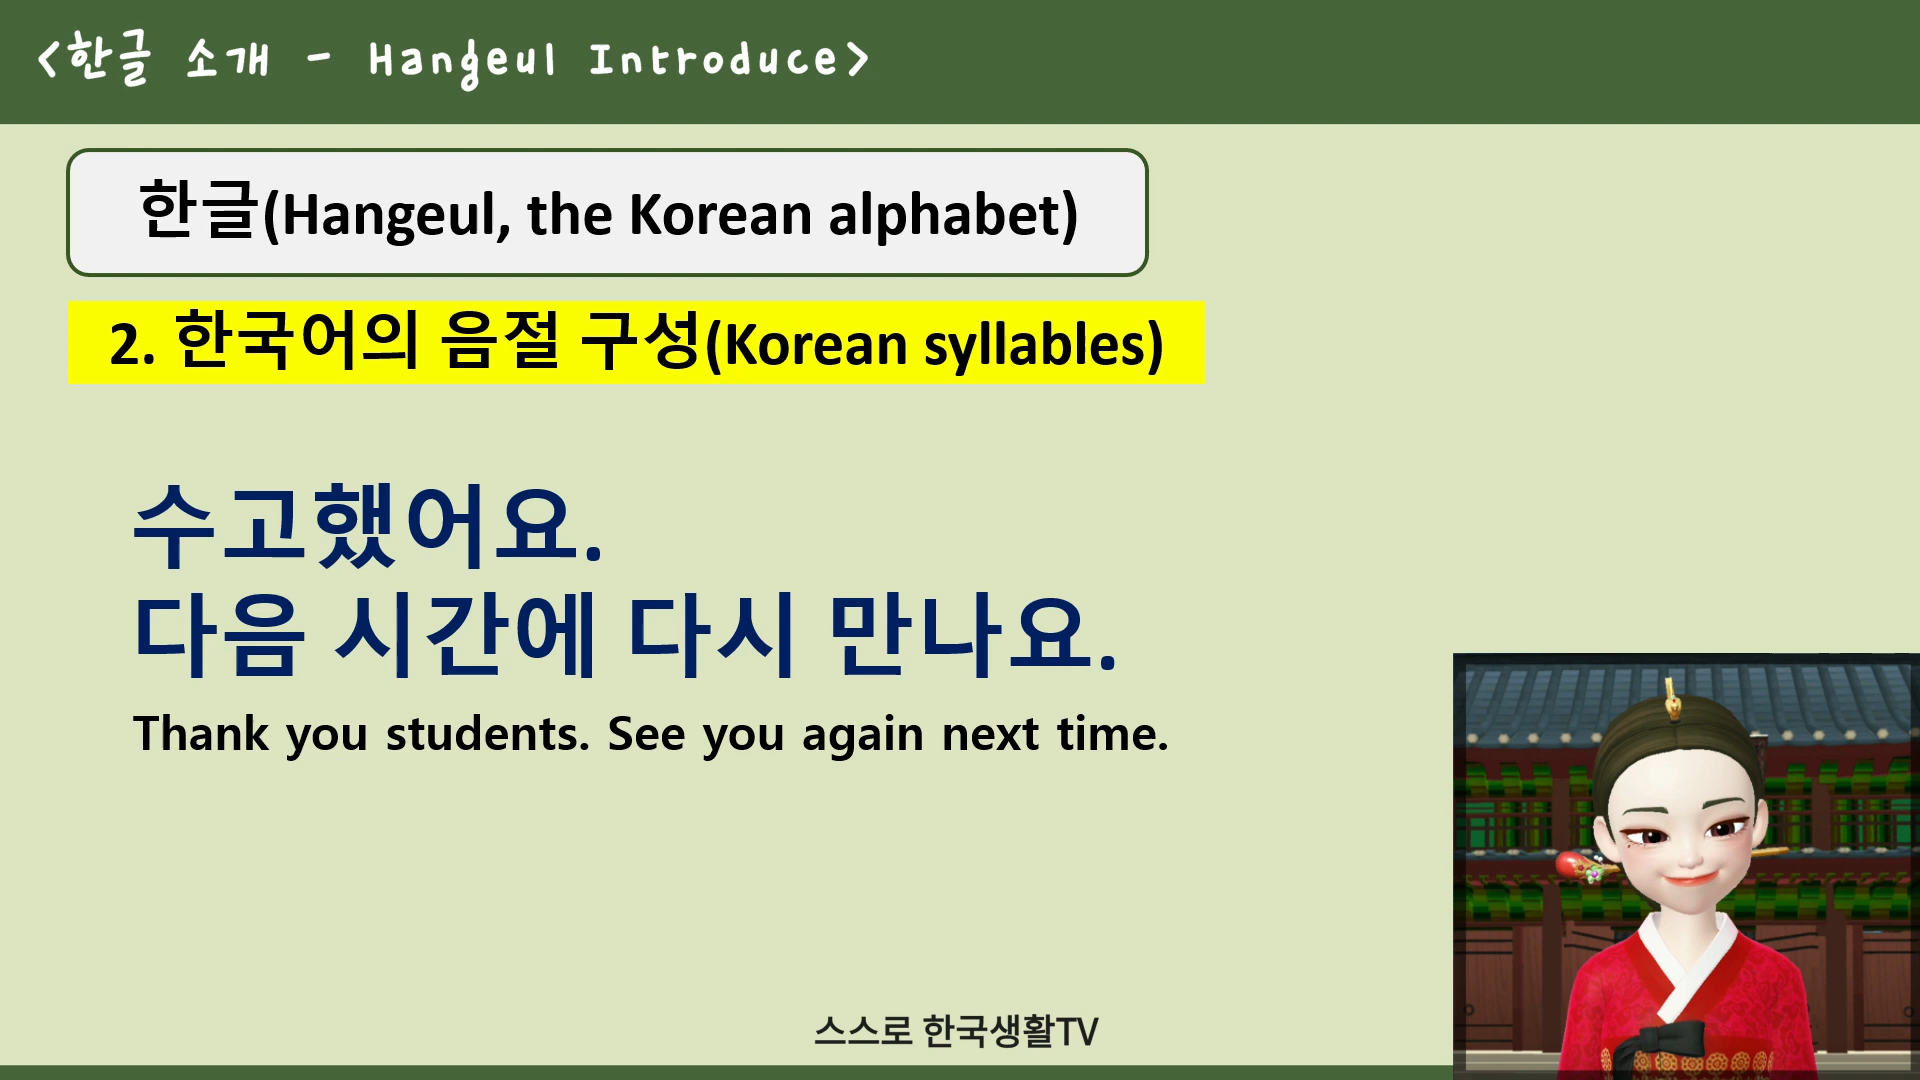 <한글 소개 - Hangeul Introduce>
한글(Hangeul, the Korean alphabet)
2. 한국어의 음절 구성(Korean syllables)
수고했어요.
다음 시간에 다시 만나요.
Thank you students. See you again next time.
스스로 한국생활TV